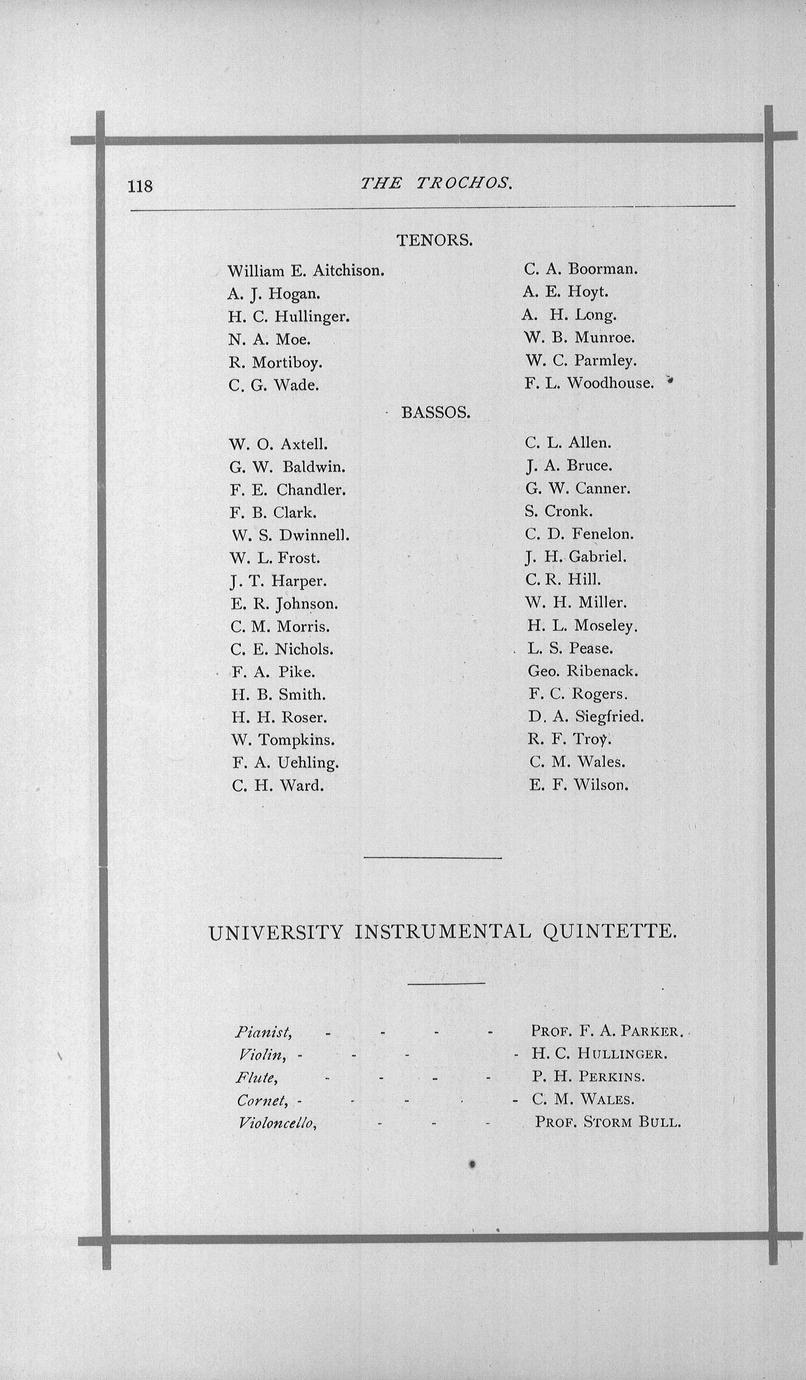 118
THE TROCHOS.
TENORS.
William E. Aitchison. C. A. Boorman.
A. J. Hogan. A. E. Hoyt.
H. C. Hullinger. A. H. Long.
N. A. Moe. W. B. Munroe.
R. Mortiboy. W. C. Parmley.
C. G. Wade. F. L. Woodhouse.
BASSOS.
W. O. Axtell. C. L. Allen.
G. W. Baldwin. J. A. Bruce.
F. E. Chandler. G. W. Canner.
F. B. Clark. S. Cronk.
W. S. Dwinnell. C. D. Fenelon.
W. L. Frost. J. H. Gabriel.
J. T. Harper. C. R. Hill.
E. R. Johnson. W. H. Miller.
C. M. Morris. H. L. Moseley.
C. E. Nichols. L. S. Pease.
F. A. Pike. Geo. Ribenack.
H. B. Smith. F. C. Rogers.
H. H. Roser. D. A. Siegfried.
W. Tompkins. R. F. Troy.
F. A. Uehling. C. M. Wales.
C. H. Ward. E. F. Wilson.
UNIVERSITY INSTRUMENTAL QUINTETTE.
Pianist, - - - - PROF. F. A. PARKER.
Violin, - - - - H. C. HULLINGER.
Flute, - - - - P. H. PERKINS.
Cornet, - - - - C. M. WALES.
Violoncello, - - - PROF. STORM BULL.